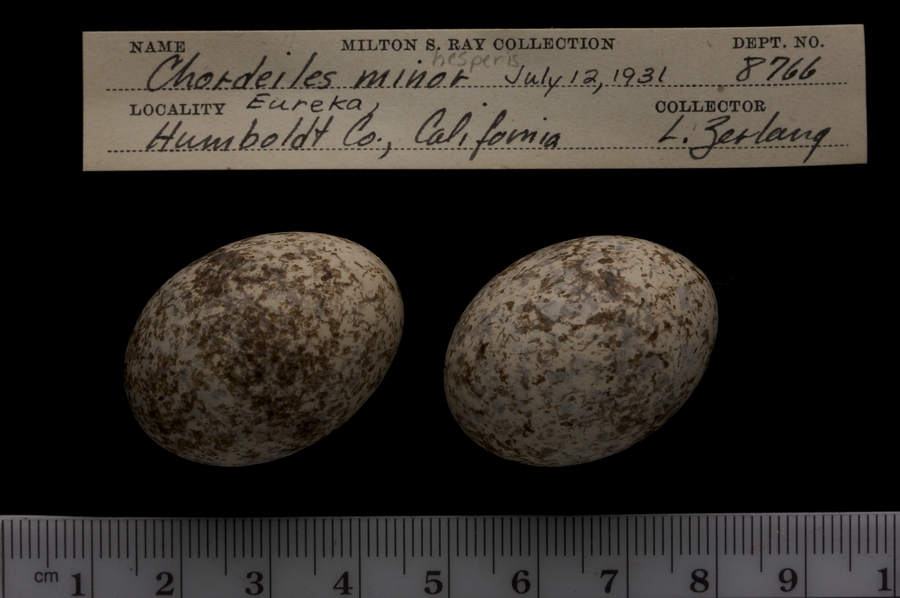 NAME MILTON S. RAY COLLECTION DEPT. NO.
hesperis
Chordeiles minor July 12, 1931 8766
LOCALITY Eureka, COLLECTOR
Humboldt Co., California L. Zerlang
cm 1 2 3 4 5 6 7 8 9 1